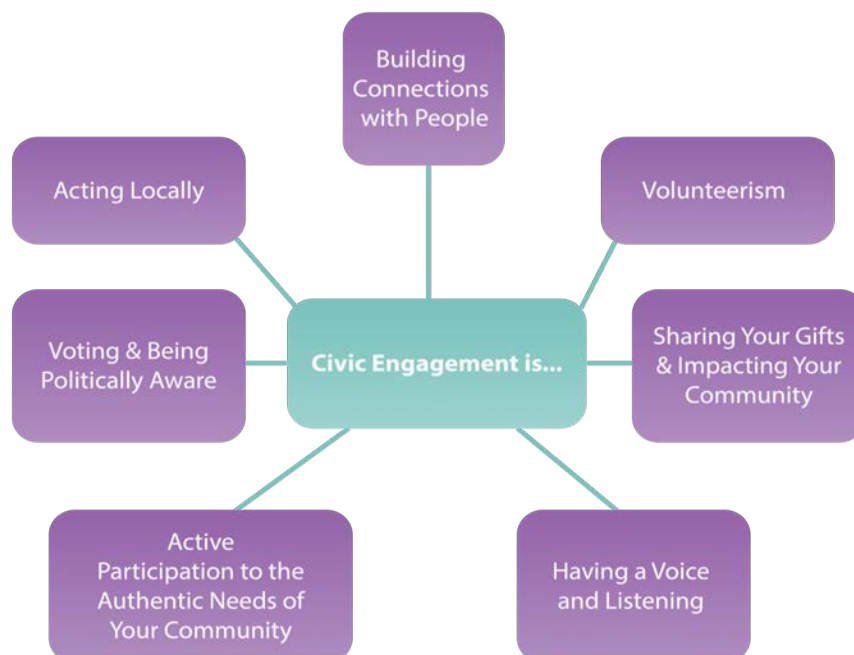 Building
Connections
with People
Acting Locally
Volunteerism
Voting & Being
Politically Aware
Civic Engagement is...
Sharing Your Gifts
& Impacting Your
Community
Active
Participation to the
Authentic Needs of
Your Community
Having a Voice
and Listening